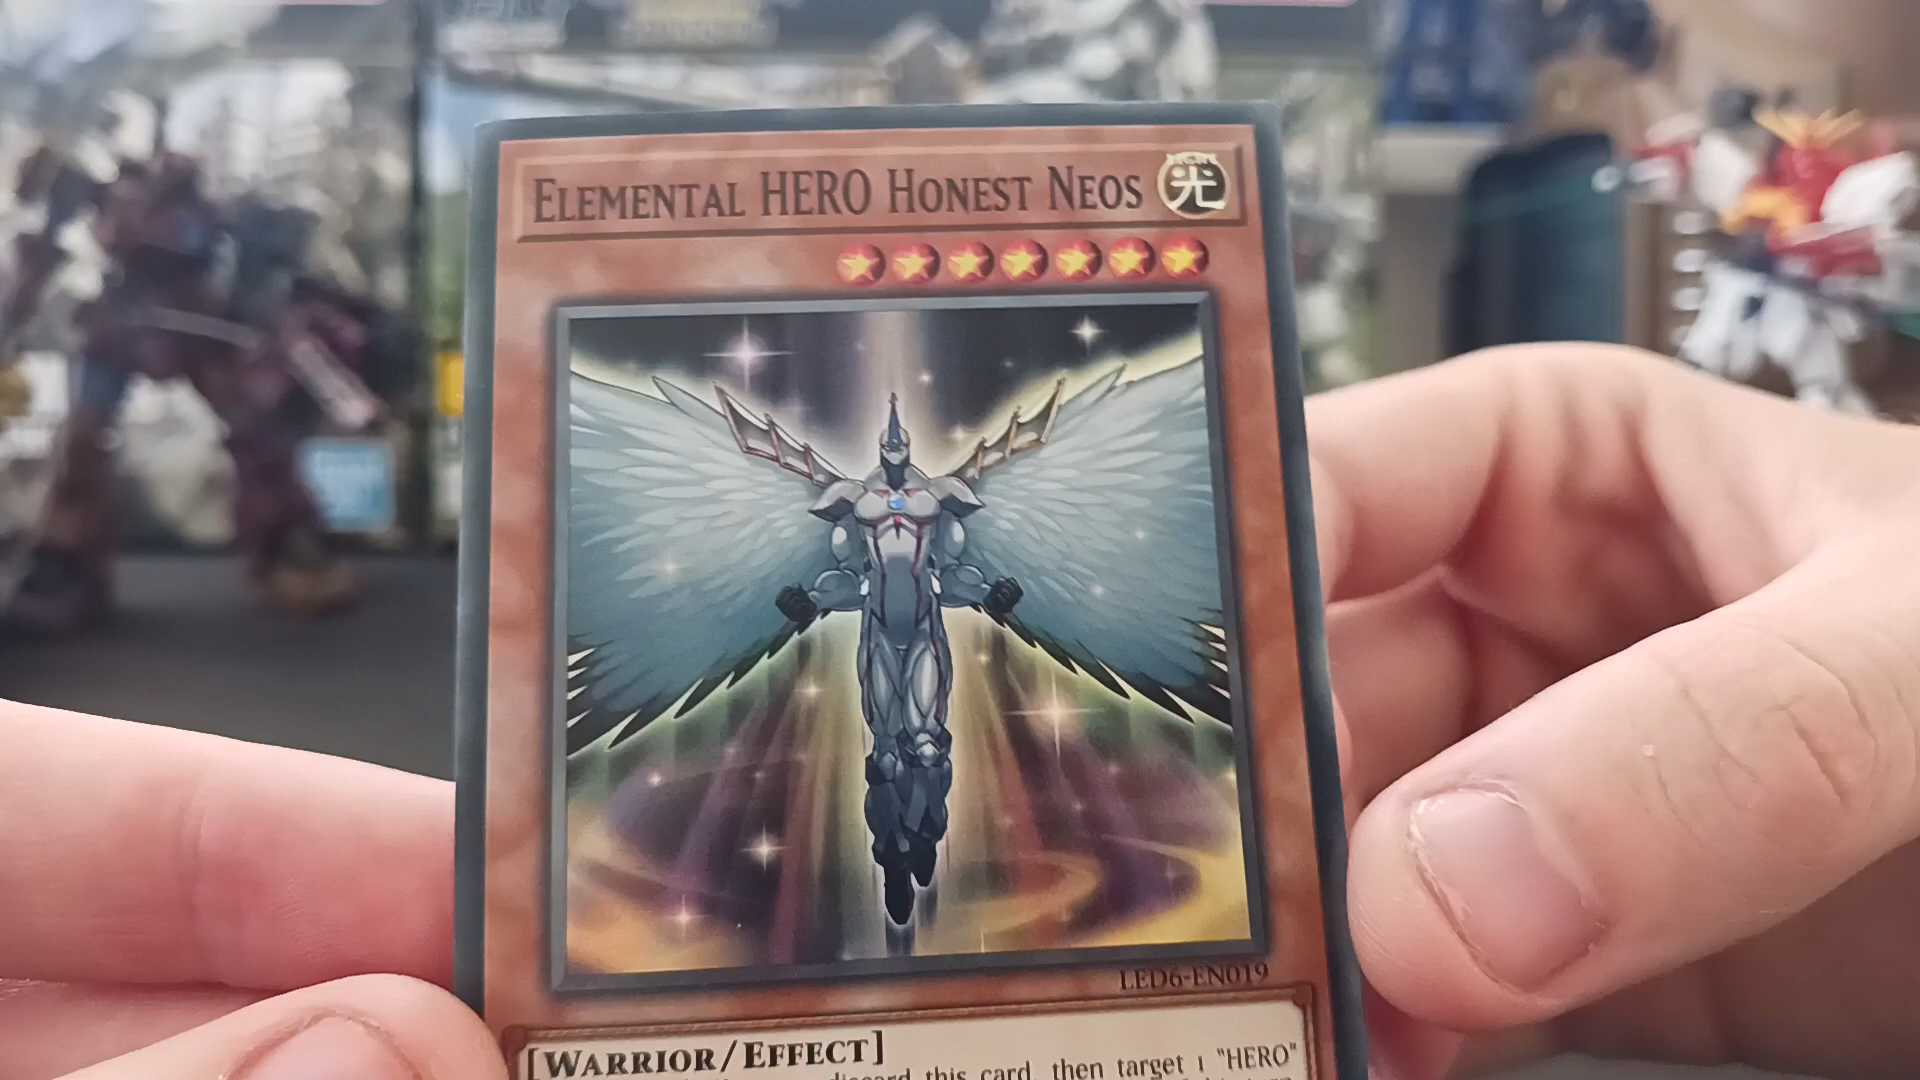 ELEMENTAL HERO HONEST NEOS 光
LED6-EN019
[WARRIOR/EFFECT]
discard this card, then target 1 "HERO"